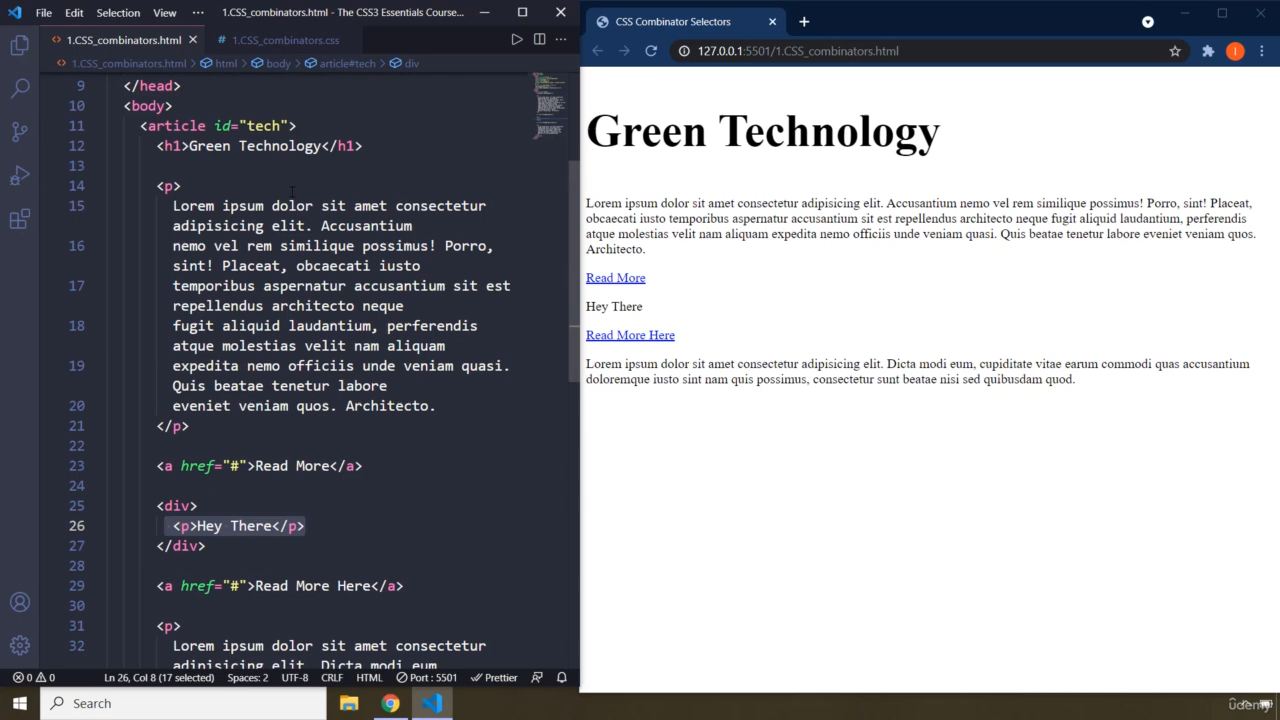 File Edit Selection View ··· 1.CSS_combinators.html - The CSS3 Essentials Course...
1.CSS_combinators.html # 1.CSS_combinators.css ···
1.CSS_combinators.html > html > body > article#tech > div
9 </head>
10 <body>
11 <article id="tech">
12 <h1>Green Technology</h1>
13
14 <p>
15 Lorem ipsum dolor sit amet consectetur
adipisicing elit. Accusantium
16 nemo vel rem similique possimus! Porro,
sint! Placeat, obcaecati iusto
17 temporibus aspernatur accusantium sit est
repellendus architecto neque
18 fugit aliquid laudantium, perferendis
atque molestias velit nam aliquam
19 expedita nemo officiis unde veniam quasi.
Quis beatae tenetur labore
20 eveniet veniam quos. Architecto.
21 </p>
22
23 <a href="#">Read More</a>
24
25 <div>
26 <p>Hey There</p>
27 </div>
28
29 <a href="#">Read More Here</a>
30
31 <p>
32 Lorem ipsum dolor sit amet consectetur
adipisicing elit. Dicta modi eum
0 0 Ln 26, Col 8 (17 selected) Spaces: 2 UTF-8 CRLF HTML Port : 5501 Prettier
CSS Combinator Selectors
127.0.0.1:5501/1.CSS_combinators.html
I
Green Technology
Lorem ipsum dolor sit amet consectetur adipisicing elit. Accusantium nemo vel rem similique possimus! Porro, sint! Placeat,
obcaecati iusto temporibus aspernatur accusantium sit est repellendus architecto neque fugit aliquid laudantium, perferendis
atque molestias velit nam aliquam expedita nemo officiis unde veniam quasi. Quis beatae tenetur labore eveniet veniam quos.
Architecto.
Read More
Hey There
Read More Here
Lorem ipsum dolor sit amet consectetur adipisicing elit. Dicta modi eum, cupiditate vitae earum commodi quas accusantium
doloremque iusto sint nam quis possimus, consectetur sunt beatae nisi sed quibusdam quod.
Search
udemy